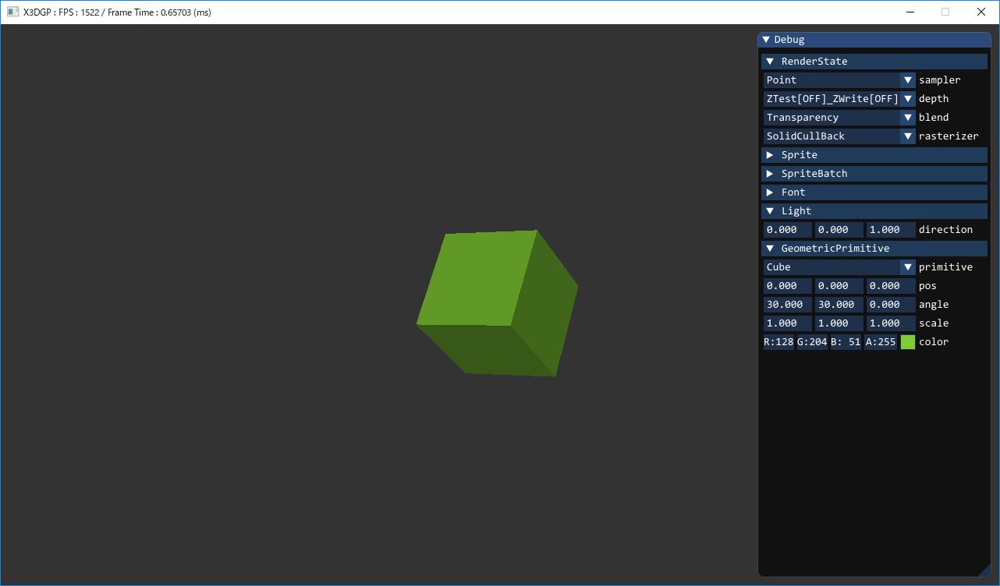 X3DGP : FPS : 1522 / Frame Time : 0.65703 (ms)
Debug
RenderState
Point sampler
ZTest[OFF]_ZWrite[OFF] depth
Transparency blend
SolidCullBack rasterizer
Sprite
SpriteBatch
Font
Light
0.000 0.000 1.000 direction
GeometricPrimitive
Cube primitive
0.000 0.000 0.000 pos
30.000 30.000 0.000 angle
1.000 1.000 1.000 scale
R:128 G:204 B: 51 A:255 color